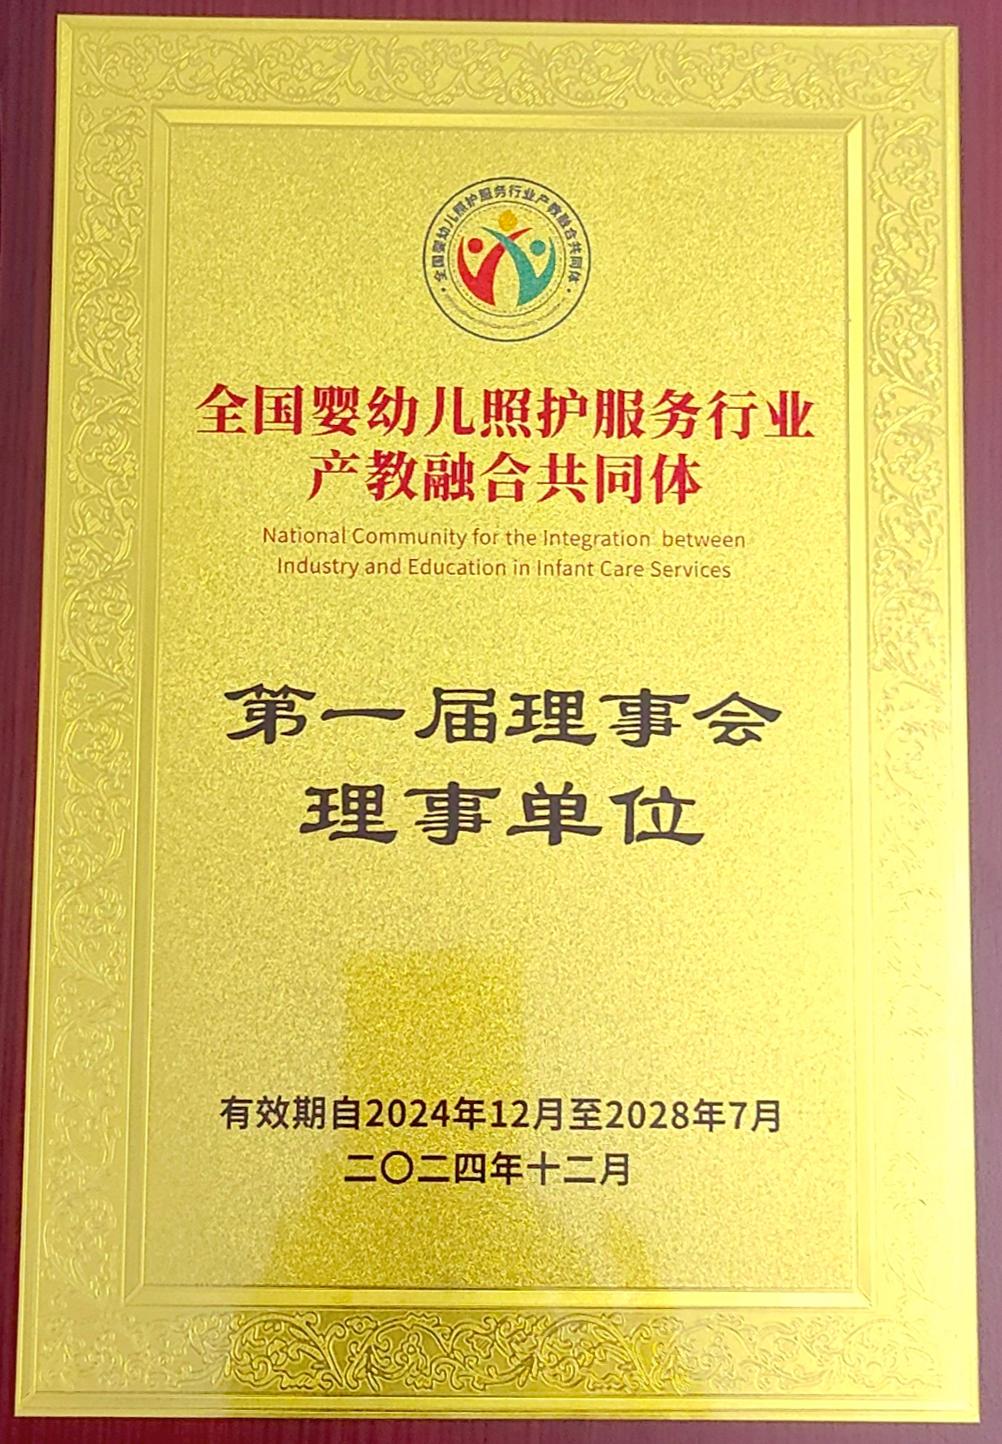 全国婴幼儿照护服务行业产教融合共同体
全国婴幼儿照护服务行业
产教融合共同体
National Community for the Integration between
Industry and Education in Infant Care Services
第一届理事会
理事单位
有效期自2024年12月至2028年7月
二〇二四年十二月